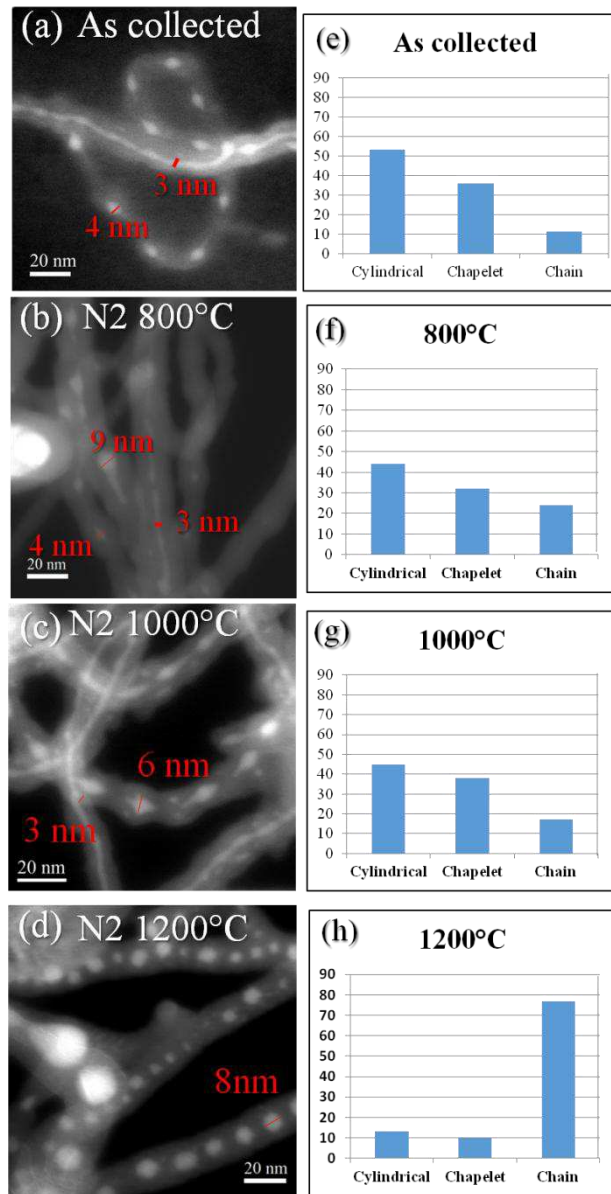 (a) As collected
3 nm
4 nm
20 nm
(e) As collected
90
80
70
60
50
40
30
20
10
0
Cylindrical Chapelet Chain
(b) N2 800°C
9 nm
3 nm
4 nm
20 nm
(f) 800°C
90
80
70
60
50
40
30
20
10
0
Cylindrical Chapelet Chain
(c) N2 1000°C
6 nm
3 nm
20 nm
(g) 1000°C
90
80
70
60
50
40
30
20
10
0
Cylindrical Chapelet Chain
(d) N2 1200°C
8nm
20 nm
(h) 1200°C
90
80
70
60
50
40
30
20
10
0
Cylindrical Chapelet Chain